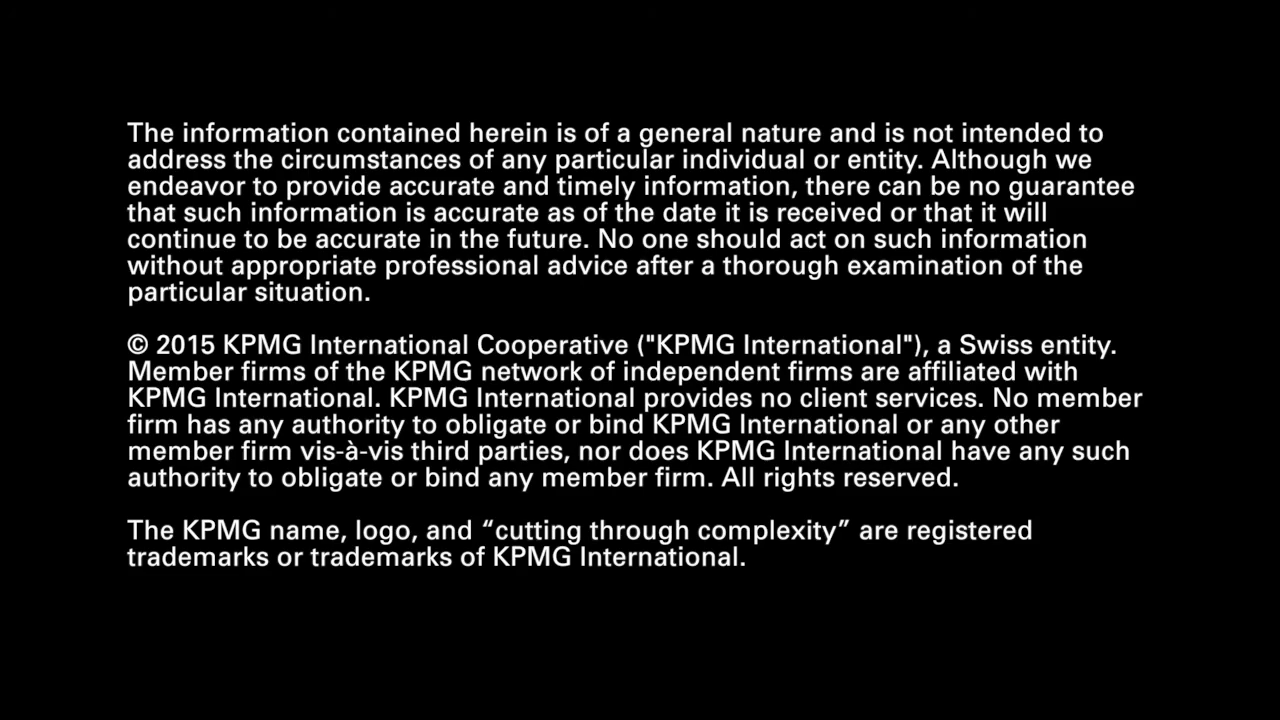 The information contained herein is of a general nature and is not intended to
address the circumstances of any particular individual or entity. Although we
endeavor to provide accurate and timely information, there can be no guarantee
that such information is accurate as of the date it is received or that it will
continue to be accurate in the future. No one should act on such information
without appropriate professional advice after a thorough examination of the
particular situation.
© 2015 KPMG International Cooperative ("KPMG International"), a Swiss entity.
Member firms of the KPMG network of independent firms are affiliated with
KPMG International. KPMG International provides no client services. No member
firm has any authority to obligate or bind KPMG International or any other
member firm vis-à-vis third parties, nor does KPMG International have any such
authority to obligate or bind any member firm. All rights reserved.
The KPMG name, logo, and “cutting through complexity” are registered
trademarks or trademarks of KPMG International.